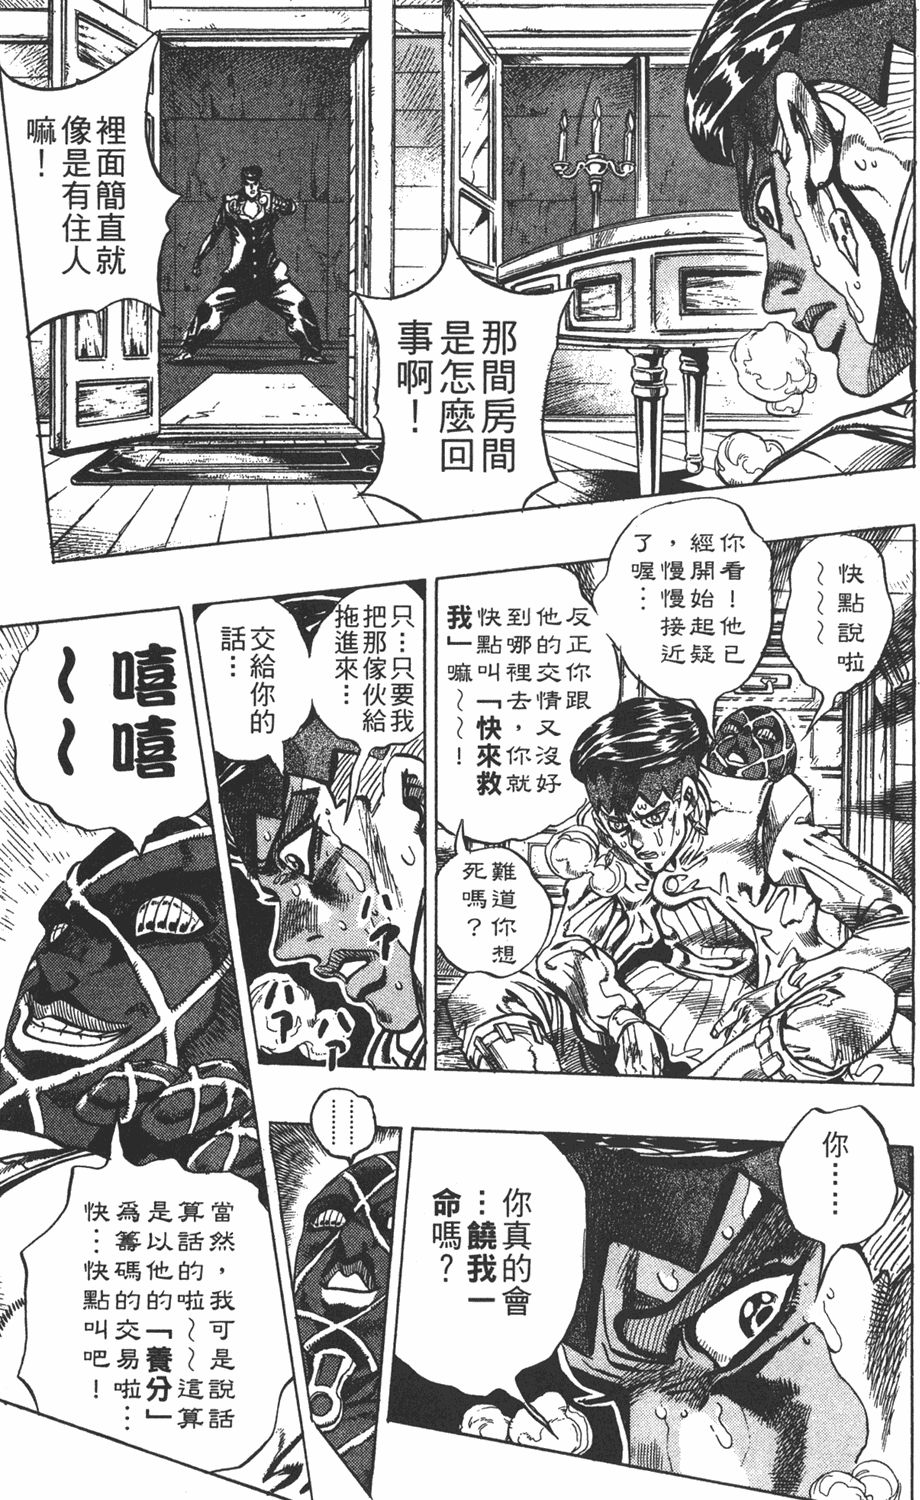 那間房間
是怎麼回
事啊！
裡面簡直就
像是有住人
嘛！
快點說啦
～～～
你看！他已
經開始起疑
，慢慢接近
了喔…
反正你跟
他的交情又沒好
到哪裡去，你就
快點叫「快來救
我」嘛～～！
難道你想
死嗎？
只…只要我
把那傢伙給
拖進來…
交給你的
話…
嘻嘻
～～
你……
你真的會
…饒我一
命嗎？
……
當然，我可是說話
算話的啦～這算
是以他的「養分」
為籌碼的交易啦…
快…快點叫吧！